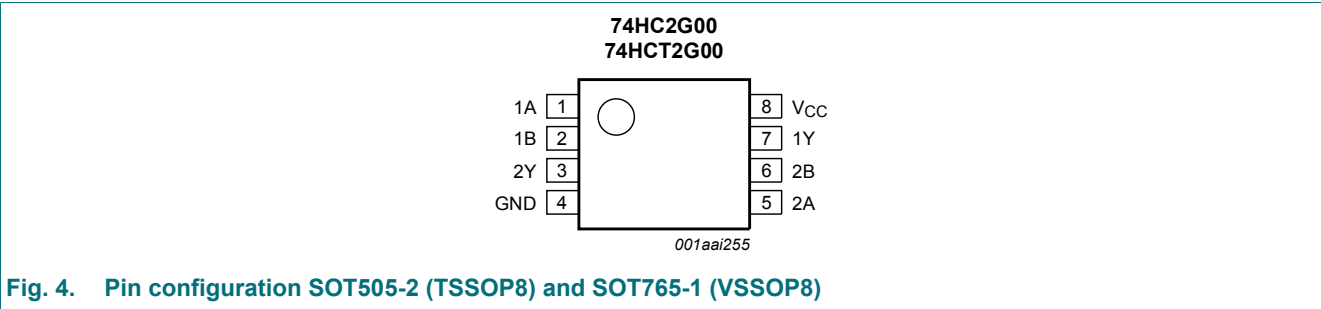 74HC2G00
74HCT2G00
1A 1 8 VCC
1B 2 7 1Y
2Y 3 6 2B
GND 4 5 2A
001aai255
Fig. 4. Pin configuration SOT505-2 (TSSOP8) and SOT765-1 (VSSOP8)